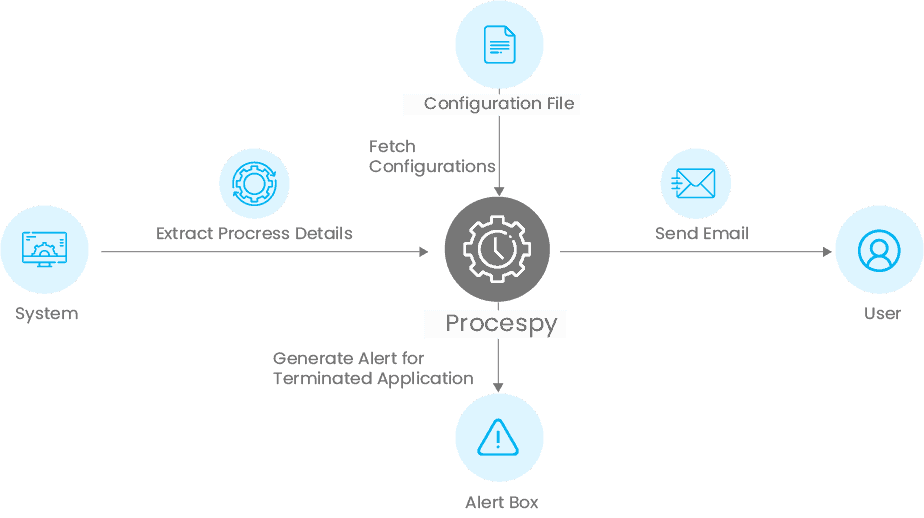 Configuration File
Fetch
Configurations
Extract Procress Details
Send Email
System
User
Procespy
Generate Alert for
Terminated Application
Alert Box